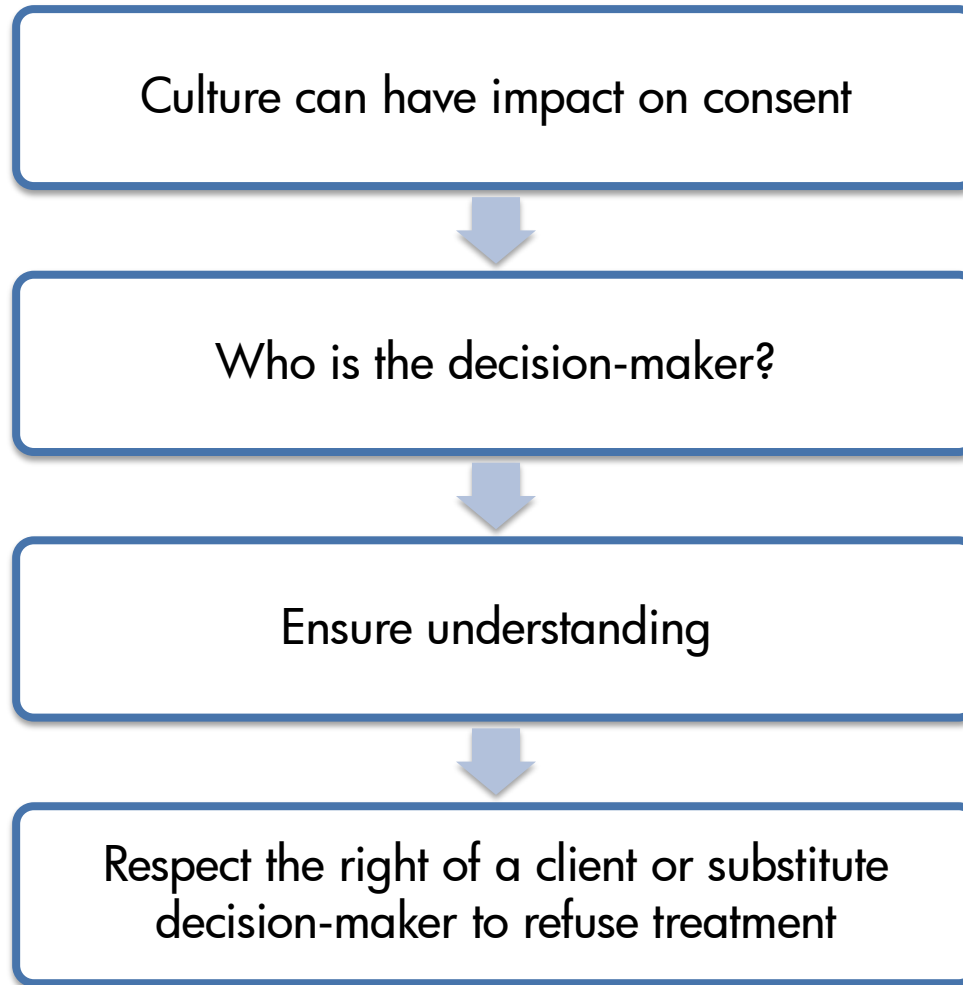 Culture can have impact on consent
Who is the decision-maker?
Ensure understanding
Respect the right of a client or substitute
decision-maker to refuse treatment